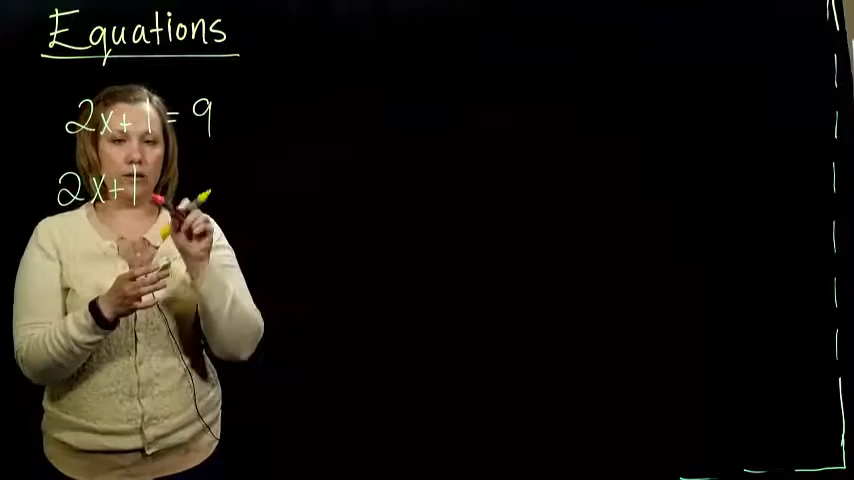 Equations
2x+1 = 9
2x+1